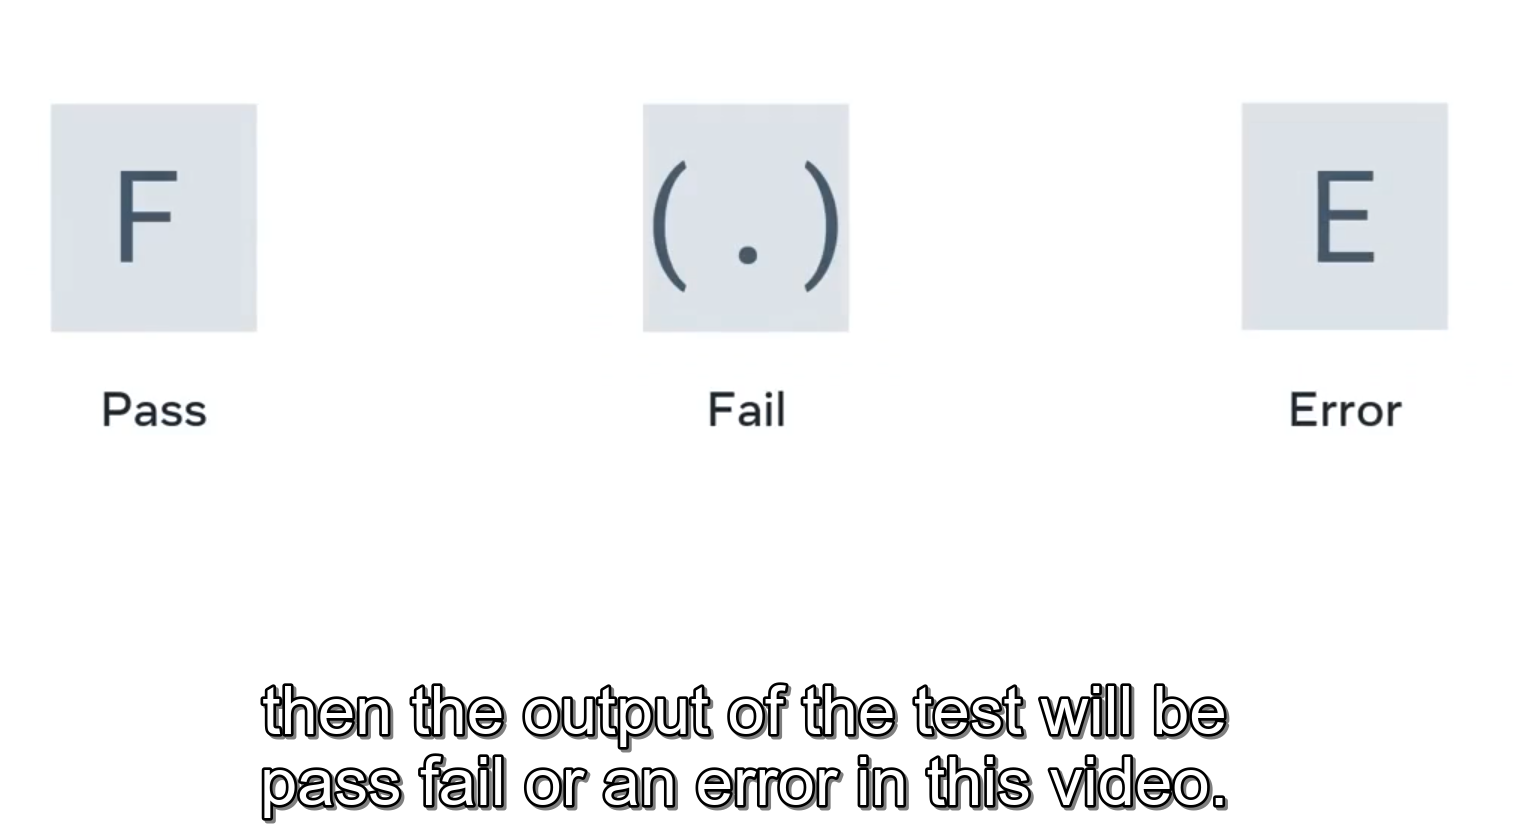 F ( . ) E
Pass Fail Error
then the output of the test will be
pass fail or an error in this video.